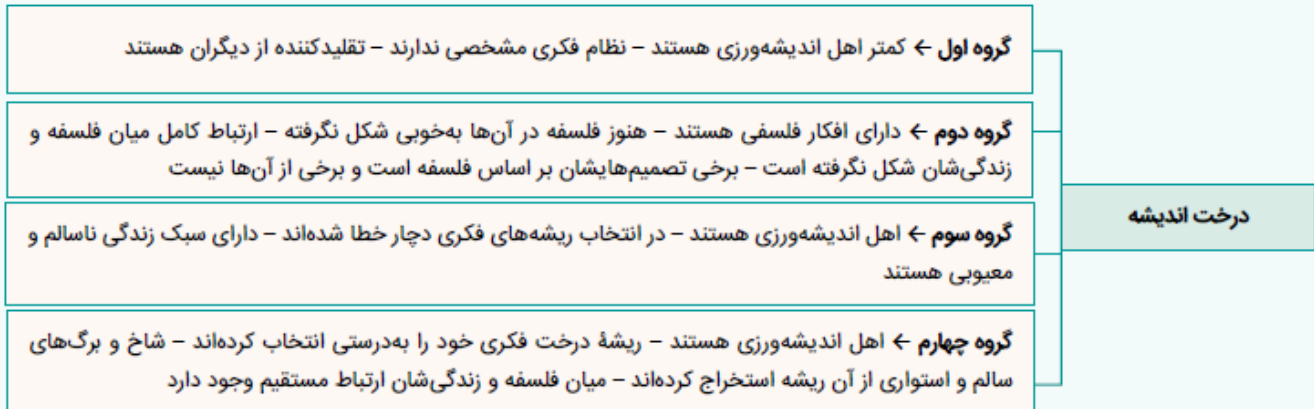 گروه اول ← کمتر اهل اندیشه‌ورزی هستند – نظام فکری مشخصی ندارند – تقلیدکننده از دیگران هستند
گروه دوم ← دارای افکار فلسفی هستند – هنوز فلسفه در آن‌ها به‌خوبی شکل نگرفته – ارتباط کامل میان فلسفه و
زندگی‌شان شکل نگرفته است – برخی تصمیم‌هایشان بر اساس فلسفه است و برخی از آن‌ها نیست
درخت اندیشه
گروه سوم ← اهل اندیشه‌ورزی هستند – در انتخاب ریشه‌های فکری دچار خطا شده‌اند – دارای سبک زندگی ناسالم و
معیوبی هستند
گروه چهارم ← اهل اندیشه‌ورزی هستند – ریشهٔ درخت فکری خود را به‌درستی انتخاب کرده‌اند – شاخ و برگ‌های
سالم و استواری از آن ریشه استخراج کرده‌اند – میان فلسفه و زندگی‌شان ارتباط مستقیم وجود دارد